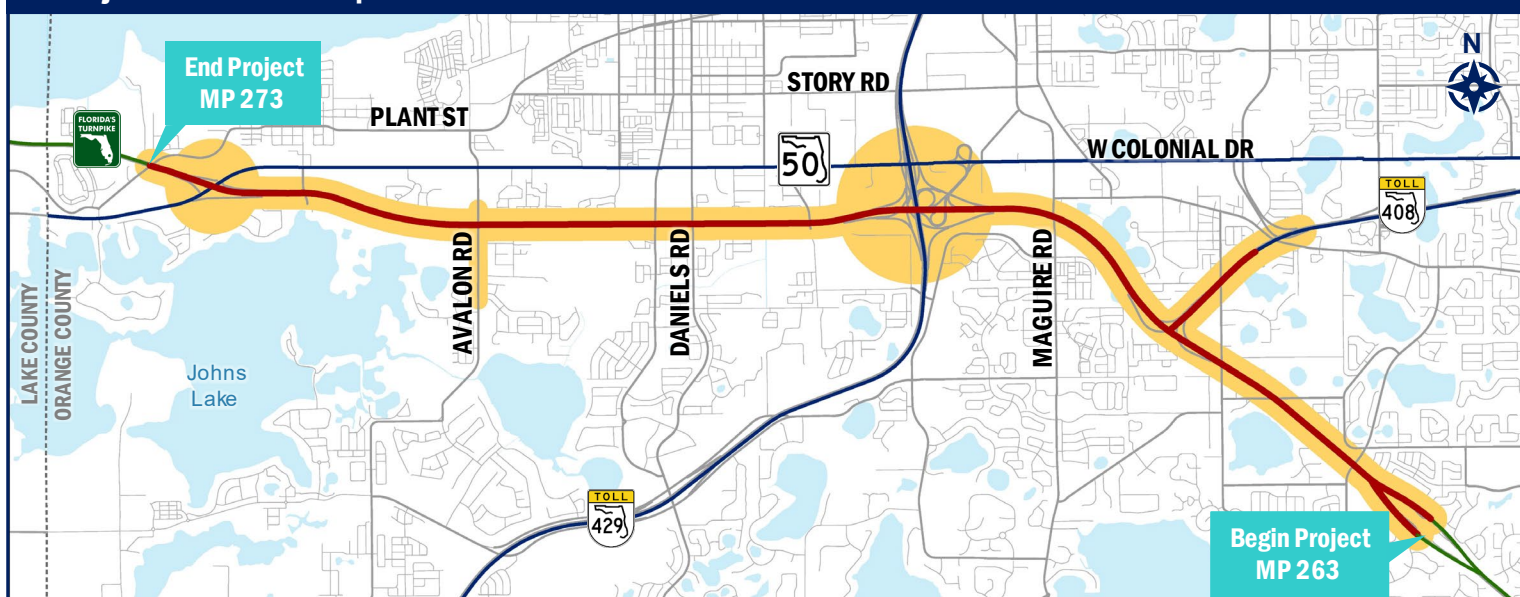 End Project
MP 273
FLORIDA'S
TURNPIKE
PLANT ST
STORY RD
N
50
W COLONIAL DR
TOLL
408
LAKE COUNTY
ORANGE COUNTY
AVALON RD
DANIELS RD
MAGUIRE RD
Johns
Lake
TOLL
429
Begin Project
MP 263